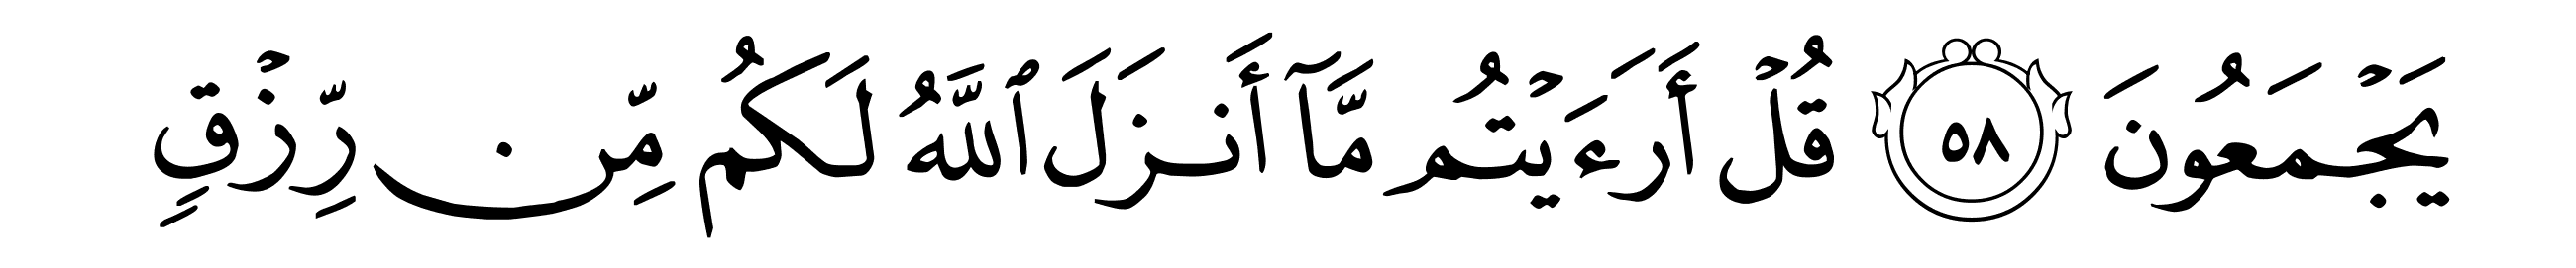 يَجْمَعُونَ ٥٨ قُلْ أَرَءَيْتُم مَّآ أَنزَلَ ٱللَّهُ لَكُم مِّن رِّزْقٍ